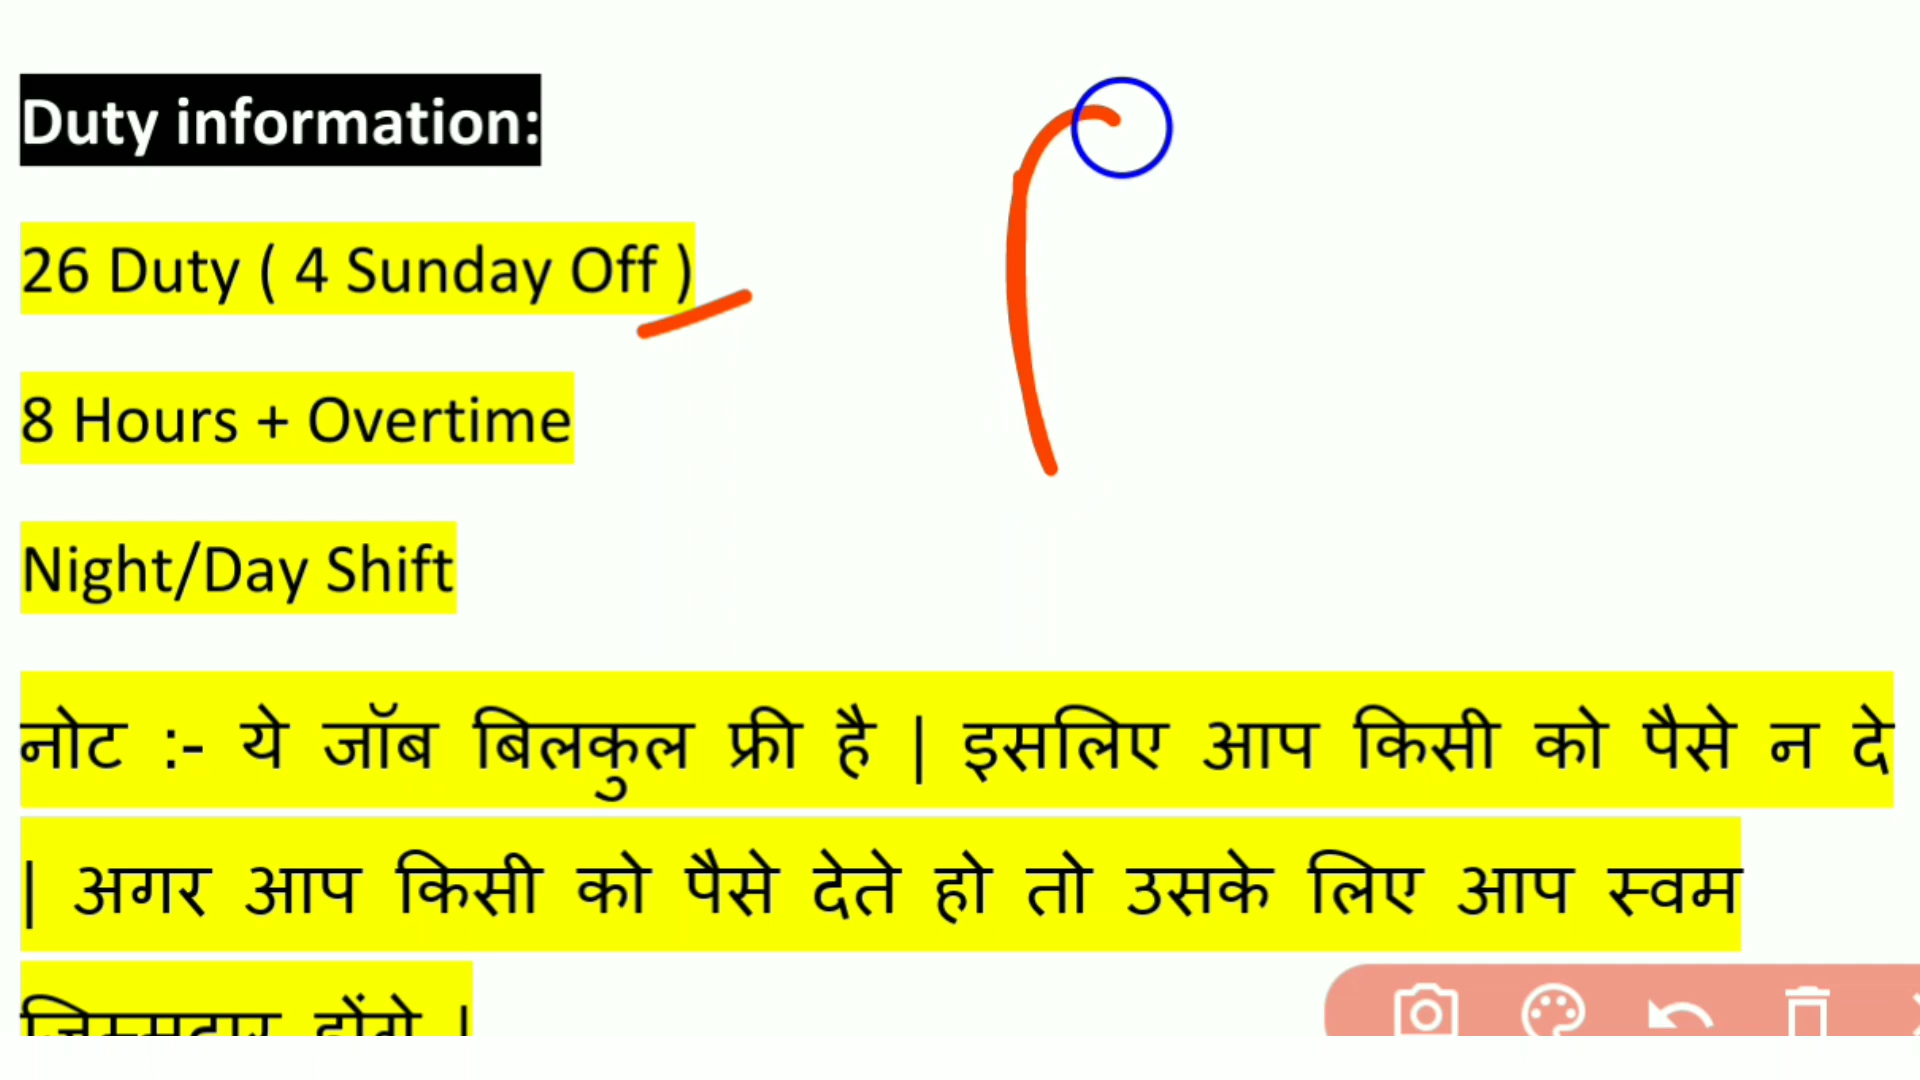 Duty information:
26 Duty ( 4 Sunday Off )
8 Hours + Overtime
Night/Day Shift
नोट :- ये जॉब बिलकुल फ्री है | इसलिए आप किसी को पैसे न दे
| अगर आप किसी को पैसे देते हो तो उसके लिए आप स्वम
जिम्मदार होंगे |